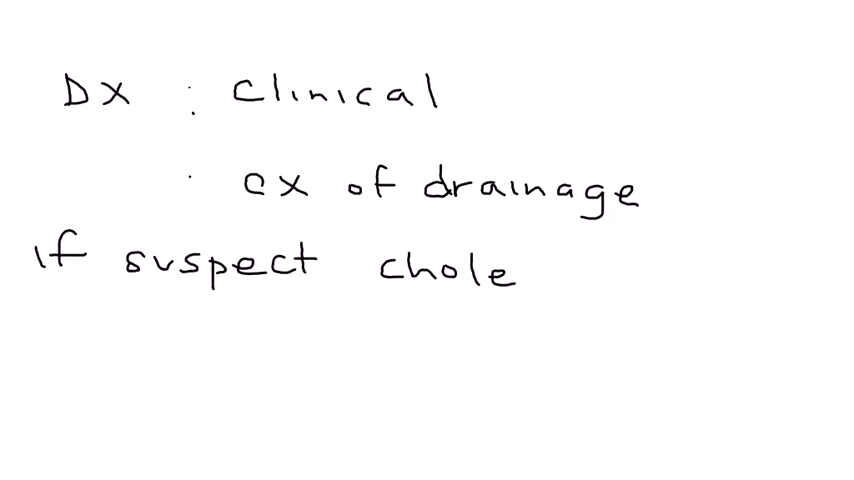 DX : Clinical
· cx of drainage
if suspect chole